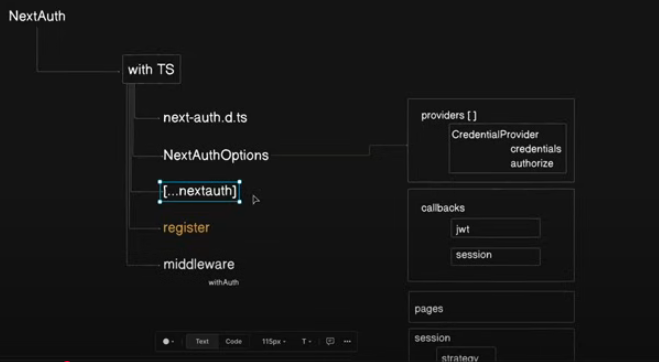 NextAuth
with TS
next-auth.d.ts
NextAuthOptions
[...nextauth]
register
middleware
withAuth
providers [ ]
CredentialProvider
credentials
authorize
callbacks
jwt
session
pages
session
strategy
Text
Code
115px
T